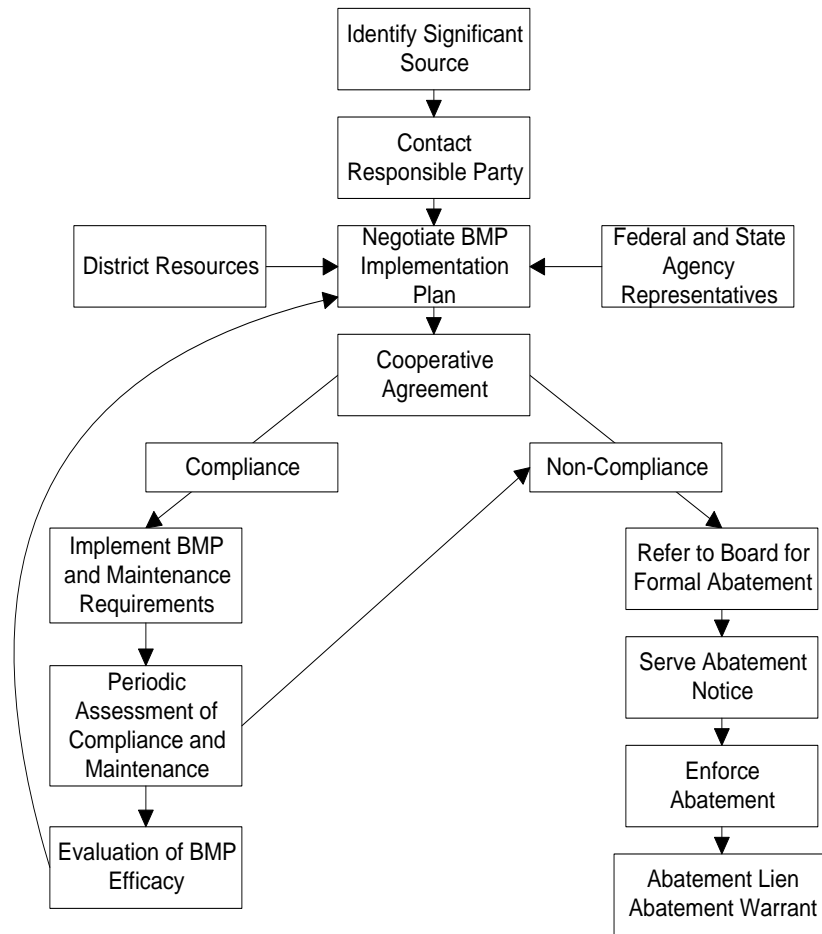 Identify Significant
Source
Contact
Responsible Party
District Resources
Negotiate BMP
Implementation
Plan
Federal and State
Agency
Representatives
Cooperative
Agreement
Compliance
Non-Compliance
Implement BMP
and Maintenance
Requirements
Refer to Board for
Formal Abatement
Periodic
Assessment of
Compliance and
Maintenance
Serve Abatement
Notice
Enforce
Abatement
Evaluation of BMP
Efficacy
Abatement Lien
Abatement Warrant